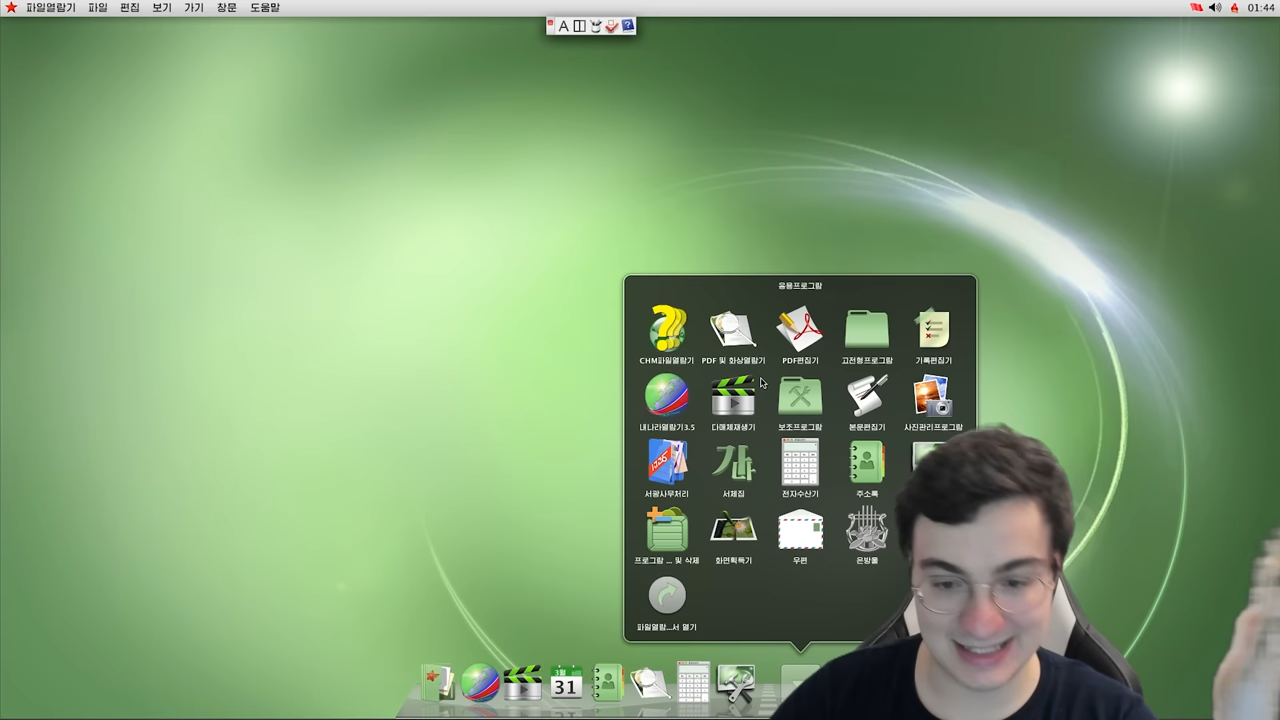 파일열람기 파일 편집 보기 가기 창문 도움말 01:44
A
응용프로그람
CHM파일열람기 PDF 및 화상열람기 PDF편집기 고전형프로그람 기록편집기
내나라열람기3.5 다매체재생기 보조프로그람 본문편집기 사진관리프로그람
서광사무처리 서체집 전자수산기 주소록
프로그람 ... 및 삭제 화면획득기 우편 은방울
파일열람...서 열기
3월
31